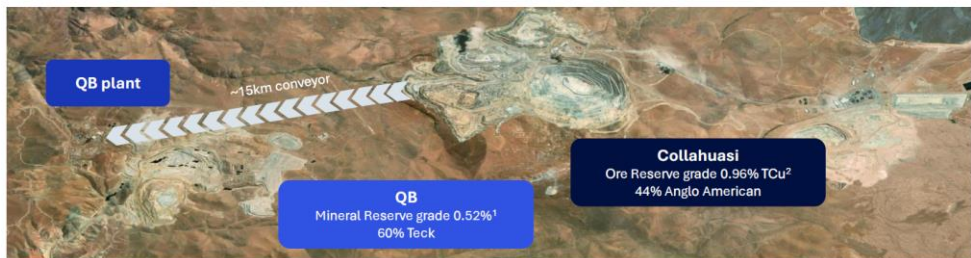 QB plant
~15km conveyor
Collahuasi
Ore Reserve grade 0.96% TCu²
44% Anglo American
QB
Mineral Reserve grade 0.52%¹
60% Teck